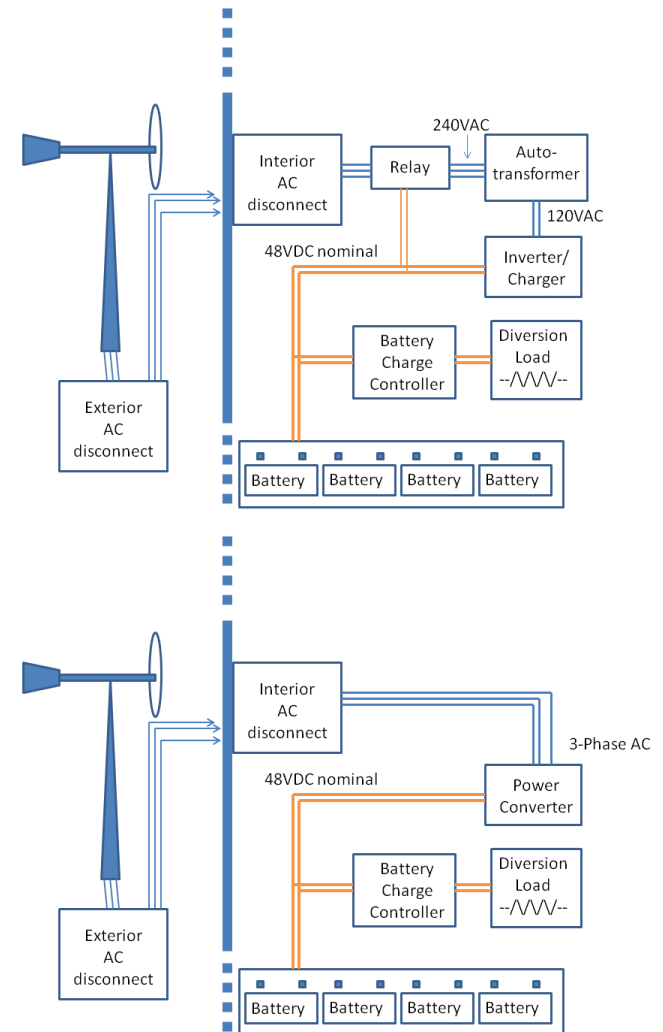 240VAC
Interior
AC
disconnect
Relay
Auto-
transformer
120VAC
48VDC nominal
Inverter/
Charger
Battery
Charge
Controller
Diversion
Load
--/\/\/\/--
Exterior
AC
disconnect
Battery
Battery
Battery
Battery
Interior
AC
disconnect
3-Phase AC
48VDC nominal
Power
Converter
Battery
Charge
Controller
Diversion
Load
--/\/\/\/--
Exterior
AC
disconnect
Battery
Battery
Battery
Battery